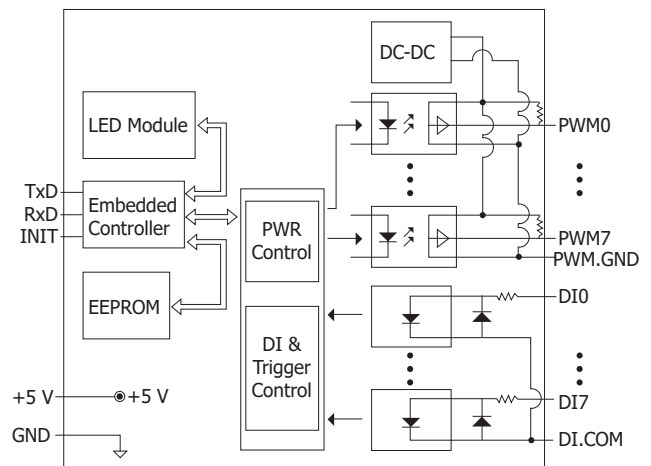 DC-DC
LED Module
PWM0
TxD
RxD
INIT
Embedded
Controller
PWR
Control
PWM7
PWM.GND
EEPROM
DI0
DI &
Trigger
Control
+5 V
+5 V
DI7
GND
DI.COM